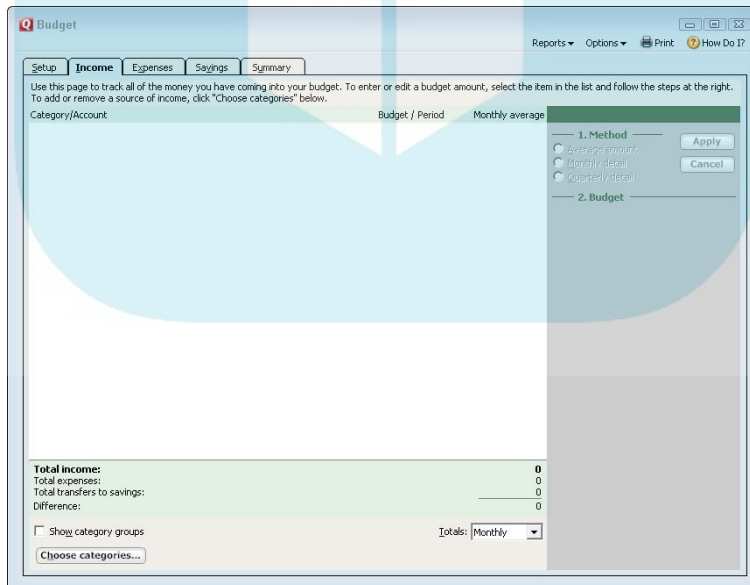 Budget
Reports Options Print How Do I?
Setup Income Expenses Savings Summary
Use this page to track all of the money you have coming into your budget. To enter or edit a budget amount, select the item in the list and follow the steps at the right.
To add or remove a source of income, click "Choose categories" below.
Category/Account Budget / Period Monthly average
1. Method
Average amount
Monthly detail
Quarterly detail
Apply
Cancel
2. Budget
Total income: 0
Total expenses: 0
Total transfers to savings: 0
Difference: 0
Show category groups Totals: Monthly
Choose categories...